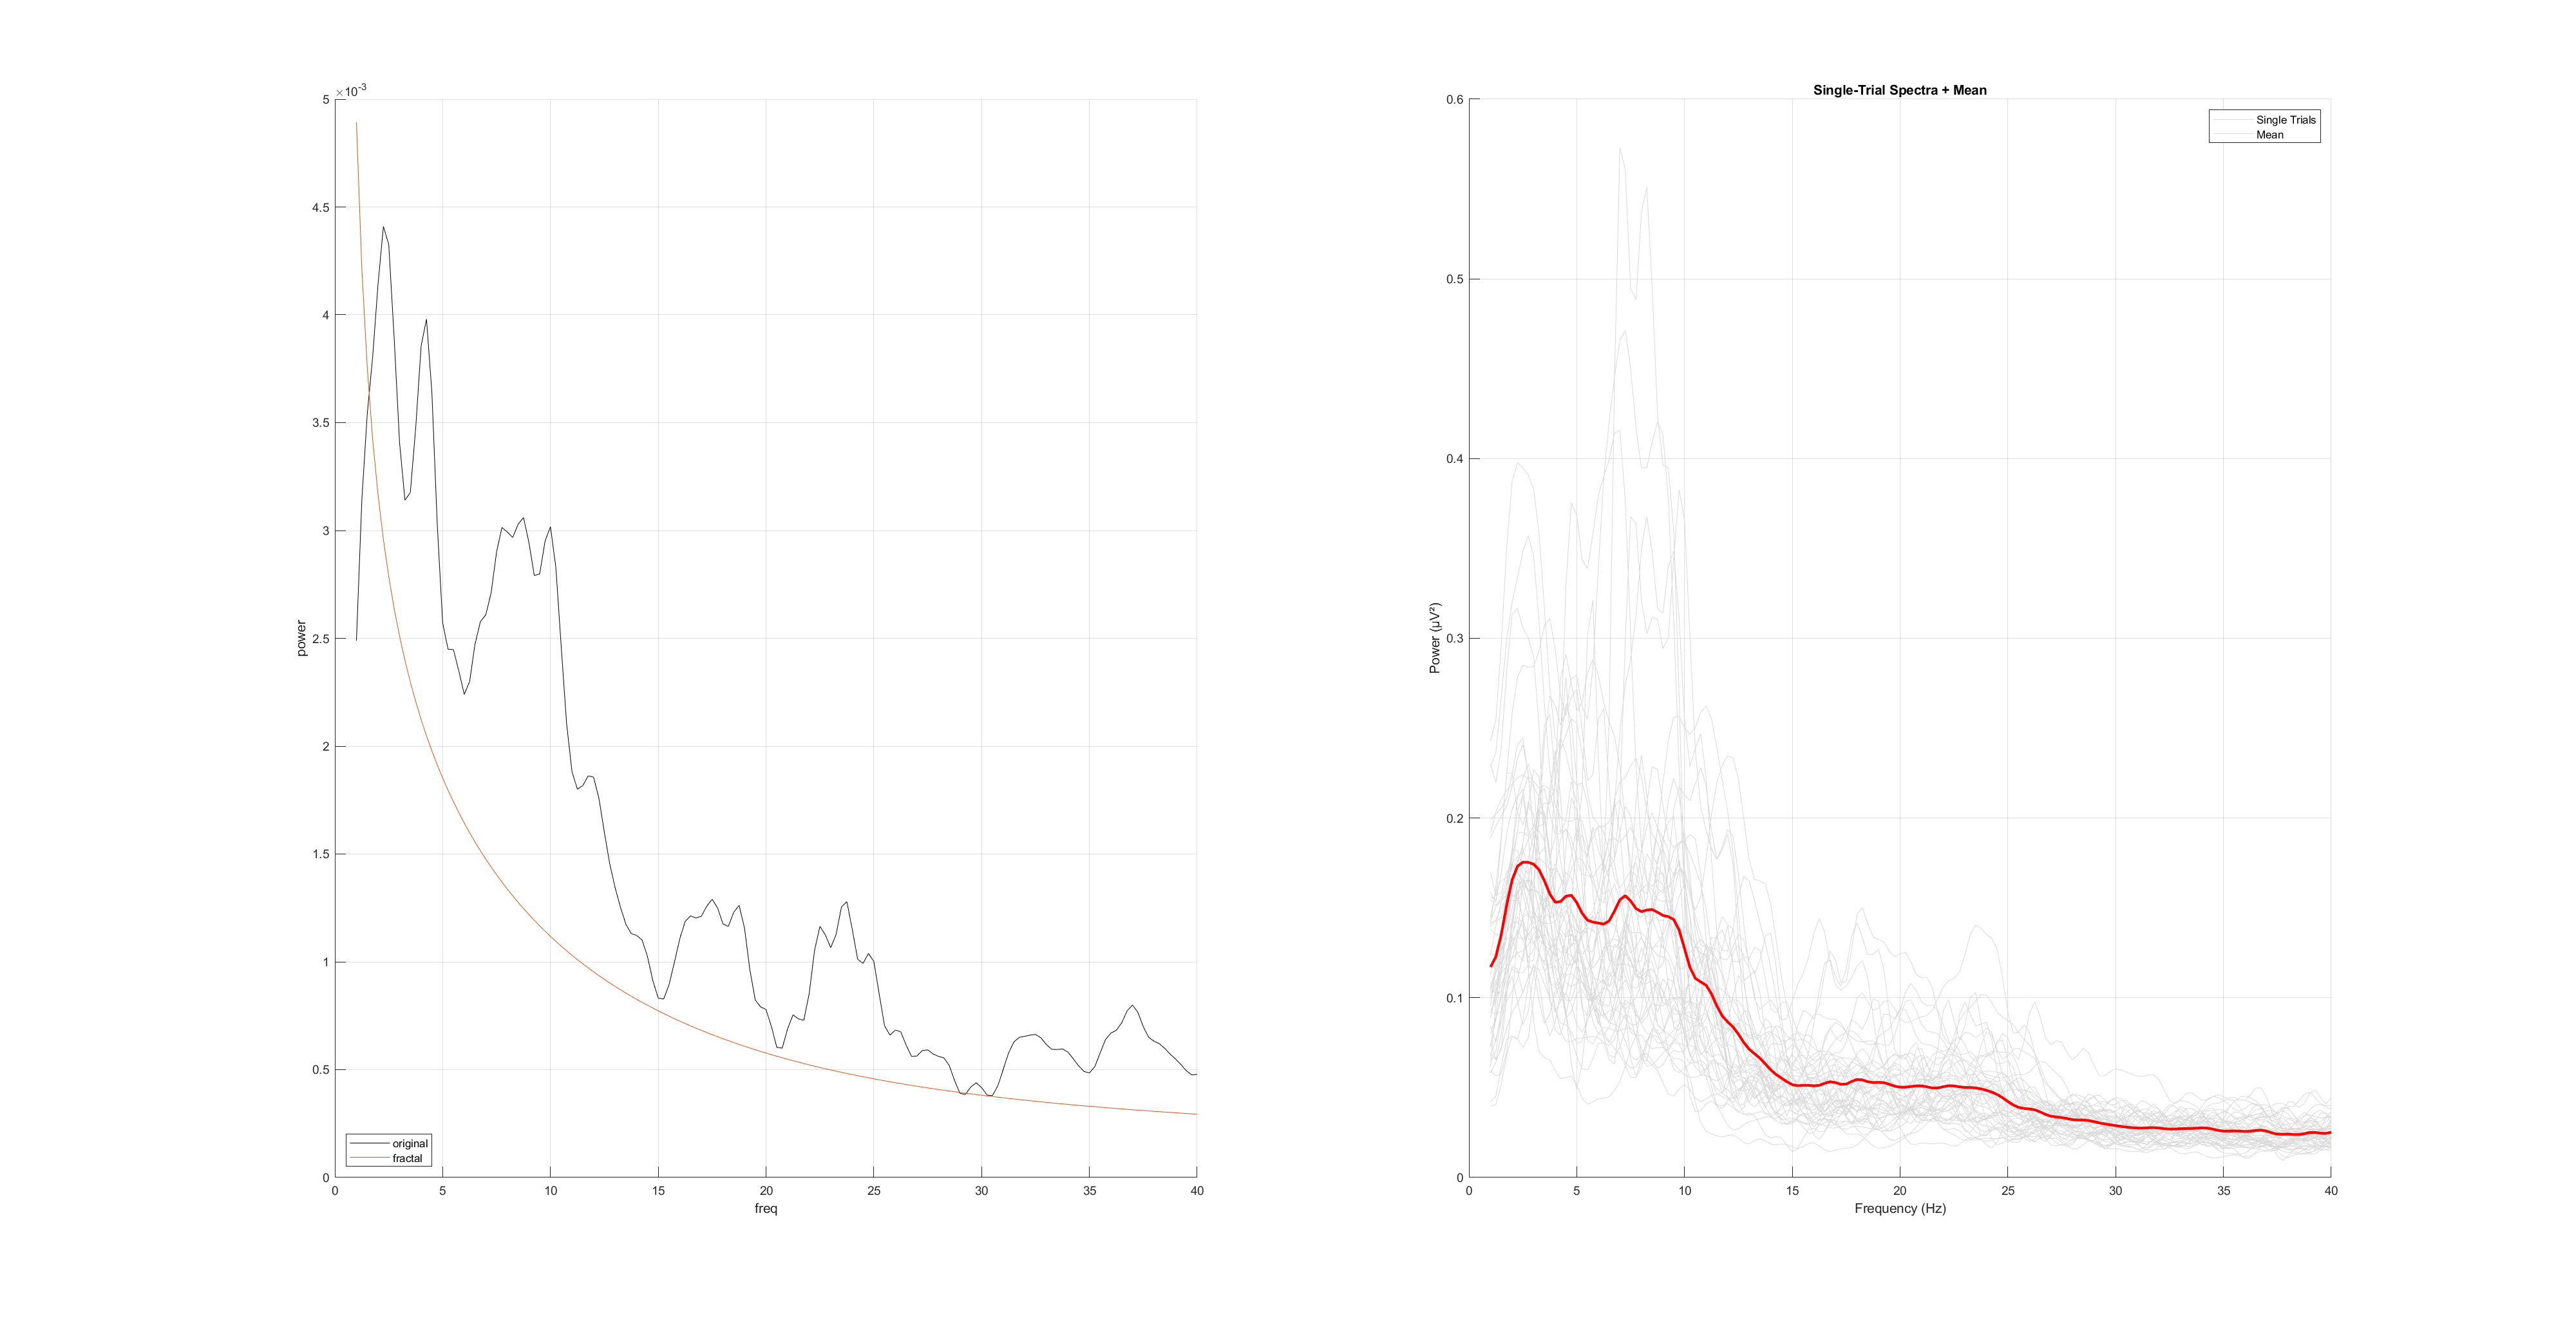 ×10-3
5
4.5
4
3.5
3
2.5
2
1.5
1
0.5
0
power
original
fractal
0 5 10 15 20 25 30 35 40
freq
Single-Trial Spectra + Mean
0.6
0.5
0.4
0.3
0.2
0.1
0
Power (µV²)
Single Trials
Mean
0 5 10 15 20 25 30 35 40
Frequency (Hz)